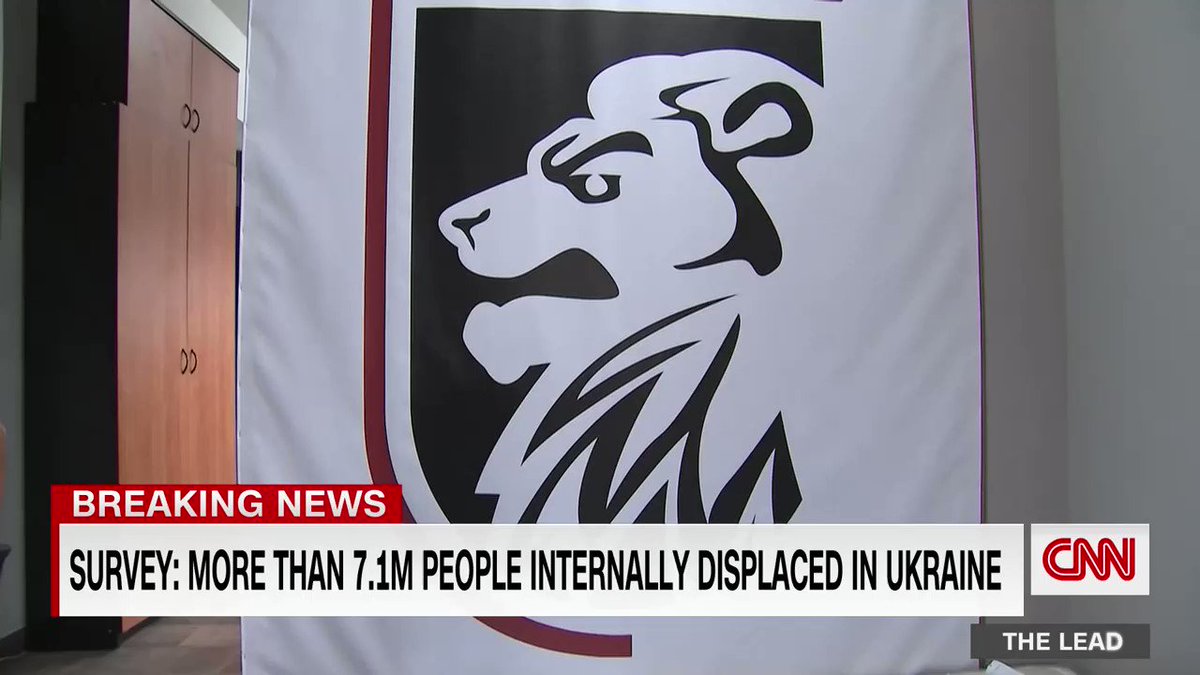 BREAKING NEWS
SURVEY: MORE THAN 7.1M PEOPLE INTERNALLY DISPLACED IN UKRAINE
CNN
THE LEAD